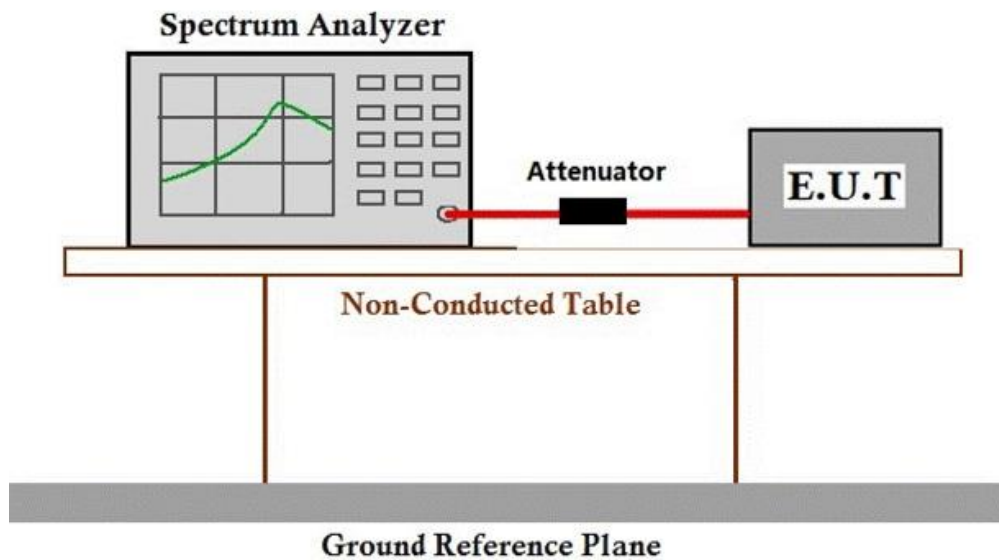 Spectrum Analyzer
Attenuator
E.U.T
Non-Conducted Table
Ground Reference Plane